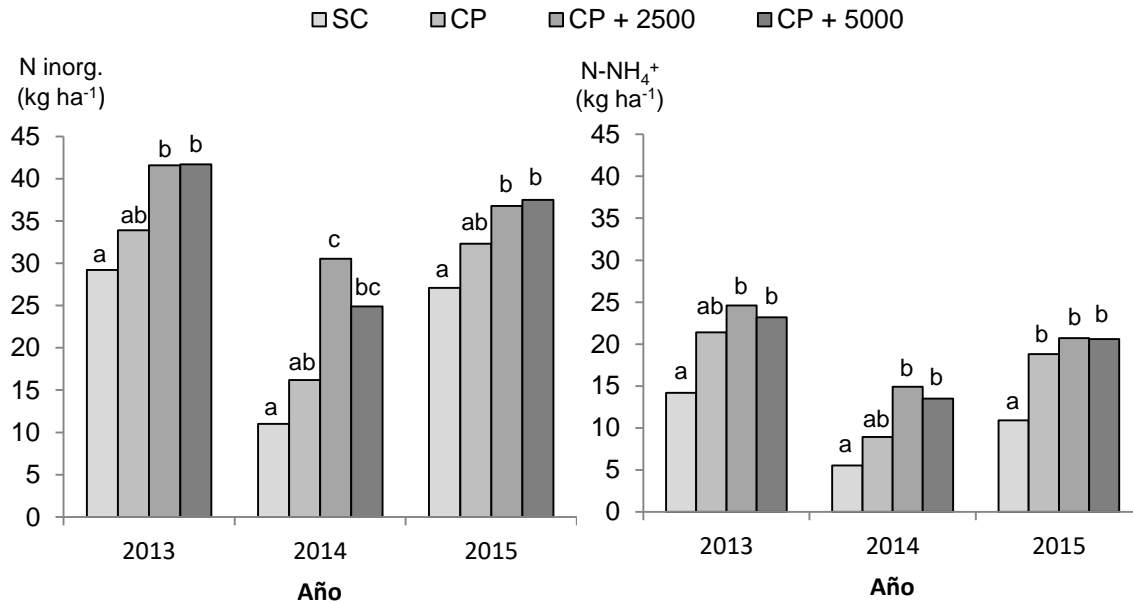 SC CP CP + 2500 CP + 5000
N inorg.
(kg ha⁻¹)
45
40
35
30
25
20
15
10
5
0
a ab b b
a ab c bc
a ab b b
2013 2014 2015
Año
N-NH₄⁺
(kg ha⁻¹)
45
40
35
30
25
20
15
10
5
0
a ab b b
a ab b b
a b b b
2013 2014 2015
Año